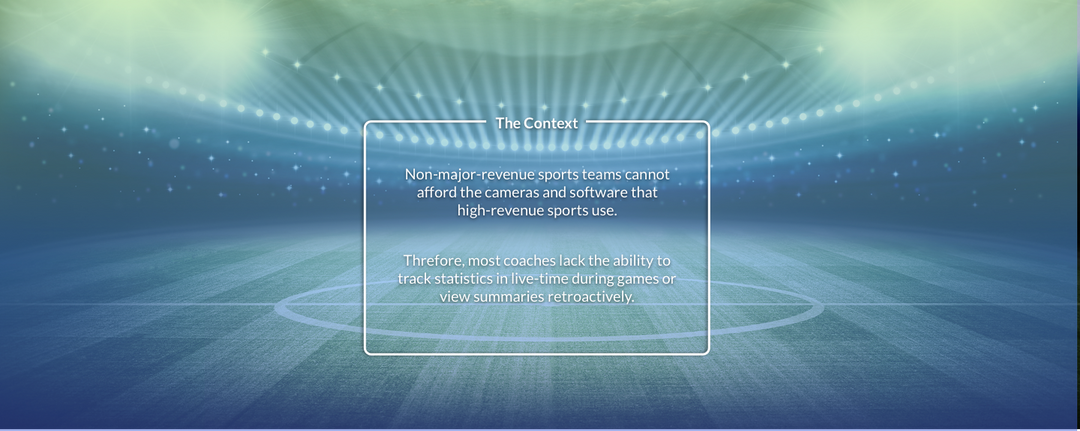 The Context
Non-major-revenue sports teams cannot
afford the cameras and software that
high-revenue sports use.
Threfore, most coaches lack the ability to
track statistics in live-time during games or
view summaries retroactively.